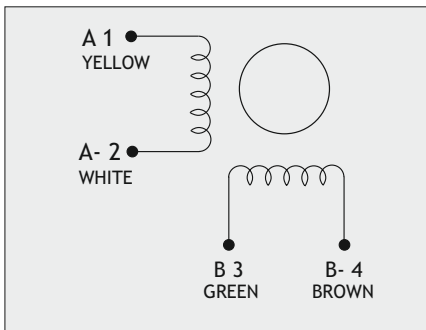 A 1
YELLOW
A- 2
WHITE
B 3
GREEN
B- 4
BROWN